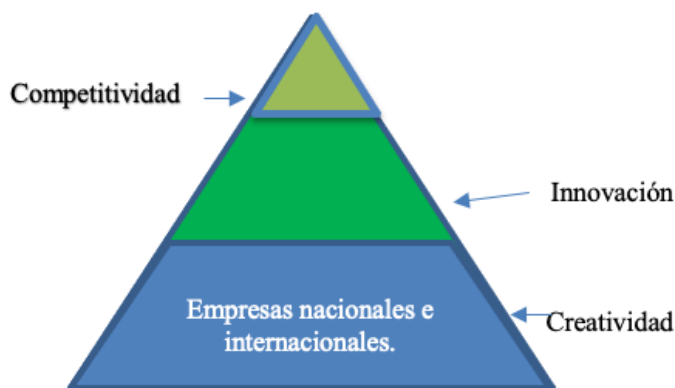 Competitividad
Innovación
Empresas nacionales e
internacionales.
Creatividad